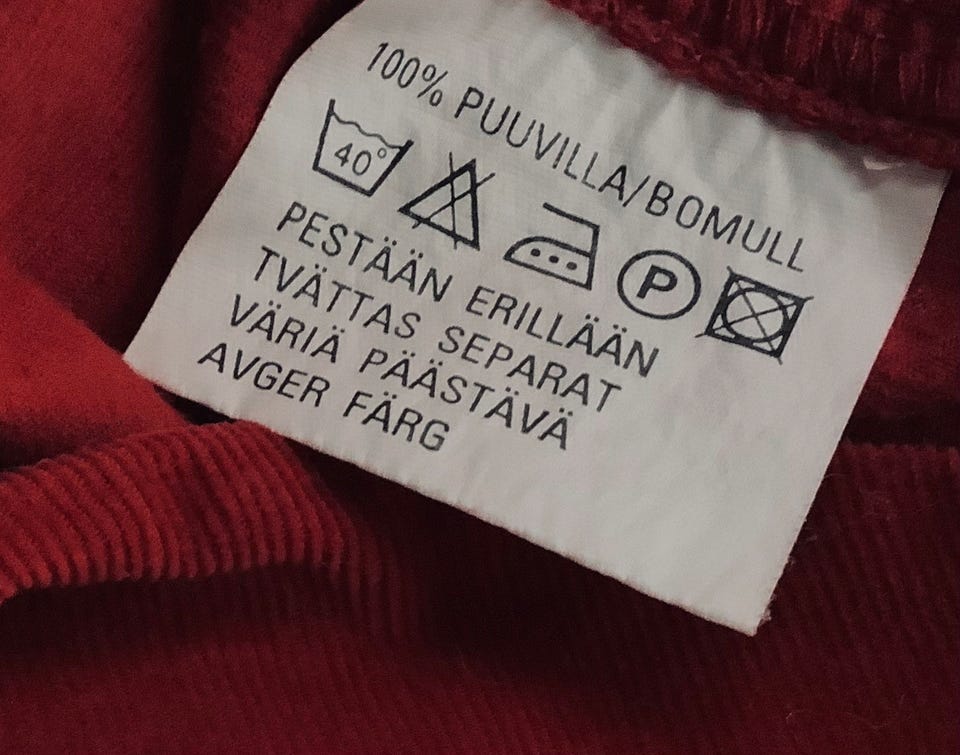 100% PUUVILLA/BOMULL
40° P
PESTÄÄN ERILLÄÄN
TVÄTTAS SEPARAT
VÄRIÄ PÄÄSTÄVÄ
AVGER FÄRG